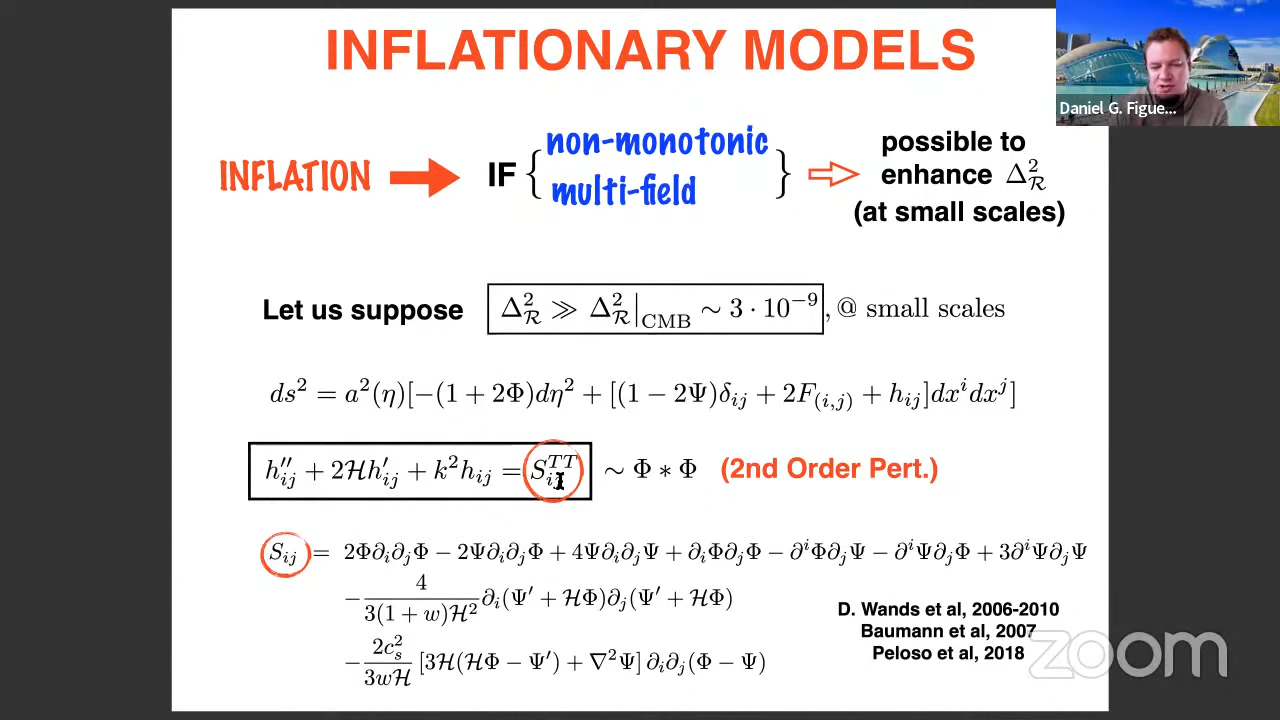 INFLATIONARY MODELS
Daniel G. Figue...
INFLATION IF { non-monotonic multi-field } possible to enhance Δ²_ℛ (at small scales)
Let us suppose Δ²_ℛ ≫ Δ²_ℛ|_CMB ∼ 3 · 10⁻⁹ , @ small scales
ds² = a²(η)[−(1 + 2Φ)dη² + [(1 − 2Ψ)δ_ij + 2F_(i,j) + h_ij]dx^i dx^j]
h''_ij + 2ℋh'_ij + k²h_ij = S^TT_ij ∼ Φ ∗ Φ (2nd Order Pert.)
S_ij = 2Φ∂_i∂_jΦ − 2Ψ∂_i∂_jΦ + 4Ψ∂_i∂_jΨ + ∂_iΦ∂_jΦ − ∂^iΦ∂_jΨ − ∂^iΨ∂_jΦ + 3∂^iΨ∂_jΨ
− 4/(3(1 + w)ℋ²) ∂_i(Ψ' + ℋΦ)∂_j(Ψ' + ℋΦ)
− 2c_s²/(3wℋ) [3ℋ(ℋΦ − Ψ') + ∇²Ψ] ∂_i∂_j(Φ − Ψ)
D. Wands et al, 2006-2010
Baumann et al, 2007
Peloso et al, 2018
zoom